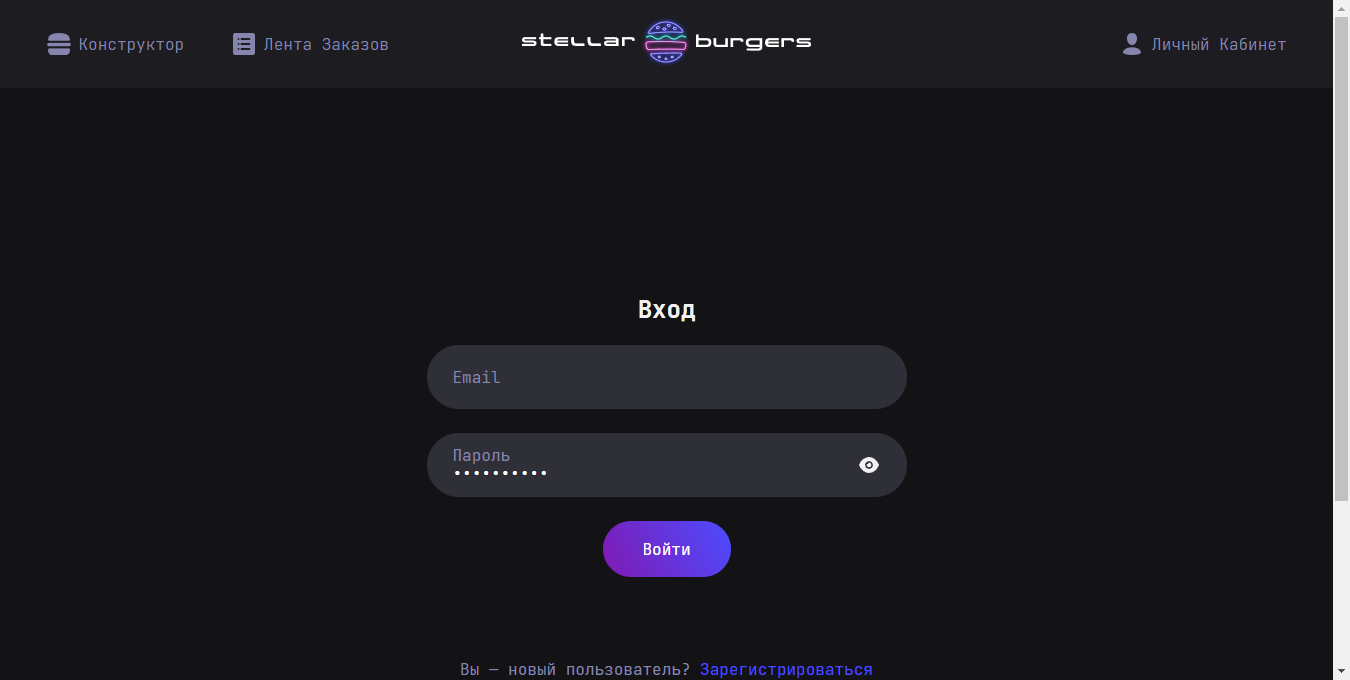 Конструктор
Лента Заказов
stellar burgers
Личный Кабинет
Вход
Email
Пароль
••••••••••
Войти
Вы — новый пользователь? Зарегистрироваться